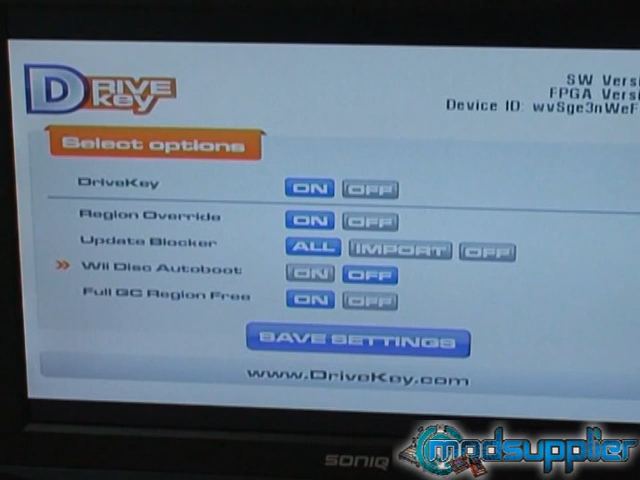 DRIVE
Key
SW Versi
FPGA Versi
Device ID: wvSge3nWeF
Select options
DriveKey ON OFF
Region Override ON OFF
Update Blocker ALL IMPORT OFF
» Wii Disc Autoboot ON OFF
Full GC Region Free ON OFF
SAVE SETTINGS
www.DriveKey.com
SONIQ
modsupplier